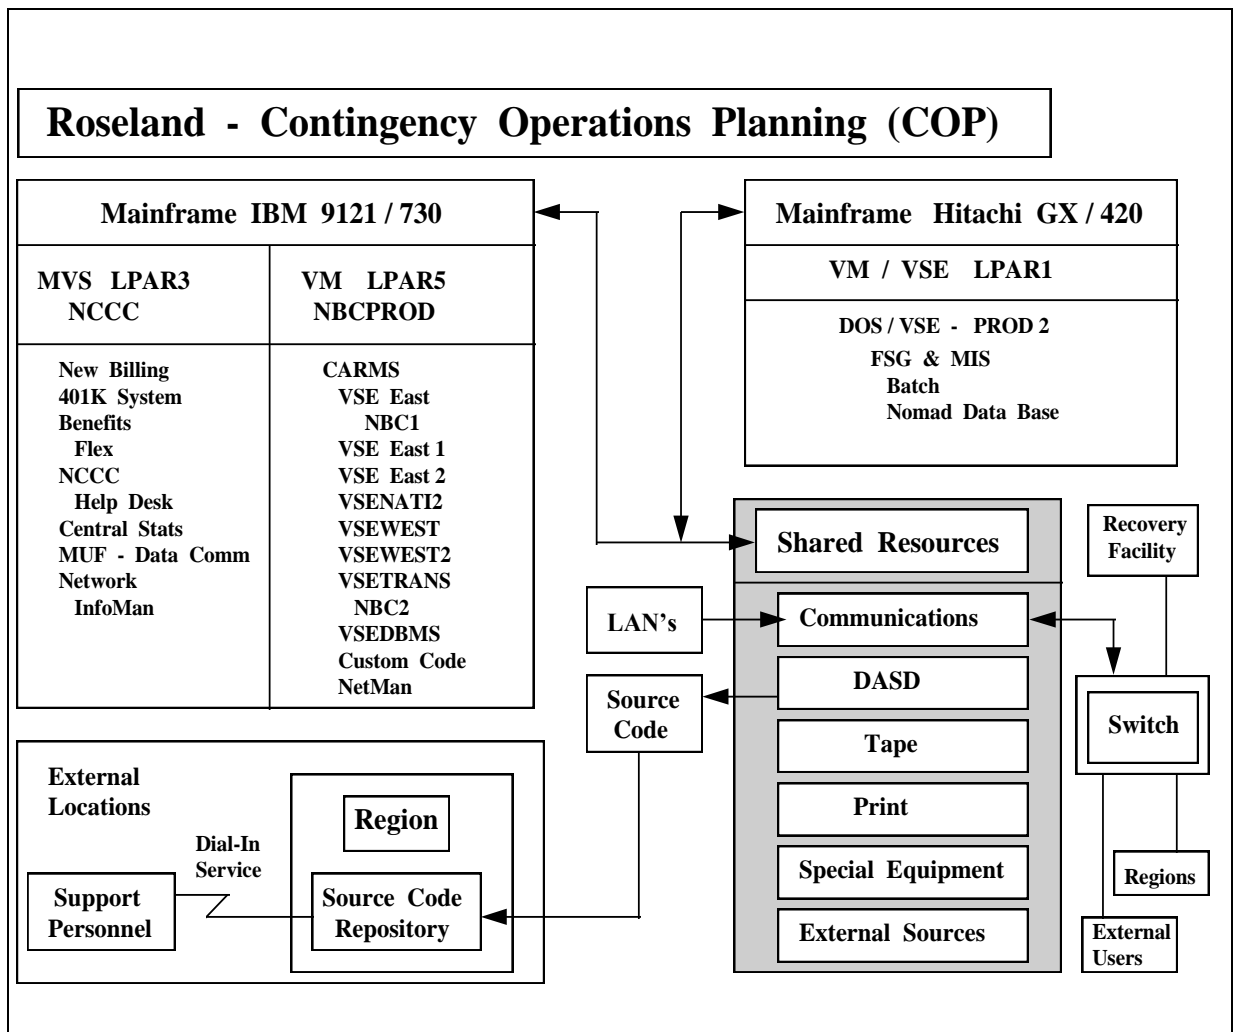 Roseland - Contingency Operations Planning (COP)
Mainframe IBM 9121 / 730
MVS LPAR3
NCCC
VM LPAR5
NBCPROD
New Billing
401K System
Benefits
Flex
NCCC
Help Desk
Central Stats
MUF - Data Comm
Network
InfoMan
CARMS
VSE East
NBC1
VSE East 1
VSE East 2
VSENATI2
VSEWEST
VSEWEST2
VSETRANS
NBC2
VSEDBMS
Custom Code
NetMan
Mainframe Hitachi GX / 420
VM / VSE LPAR1
DOS / VSE - PROD 2
FSG & MIS
Batch
Nomad Data Base
Shared Resources
Communications
DASD
Tape
Print
Special Equipment
External Sources
LAN's
Source
Code
Recovery
Facility
Switch
Regions
External
Users
External
Locations
Region
Dial-In
Service
Support
Personnel
Source Code
Repository